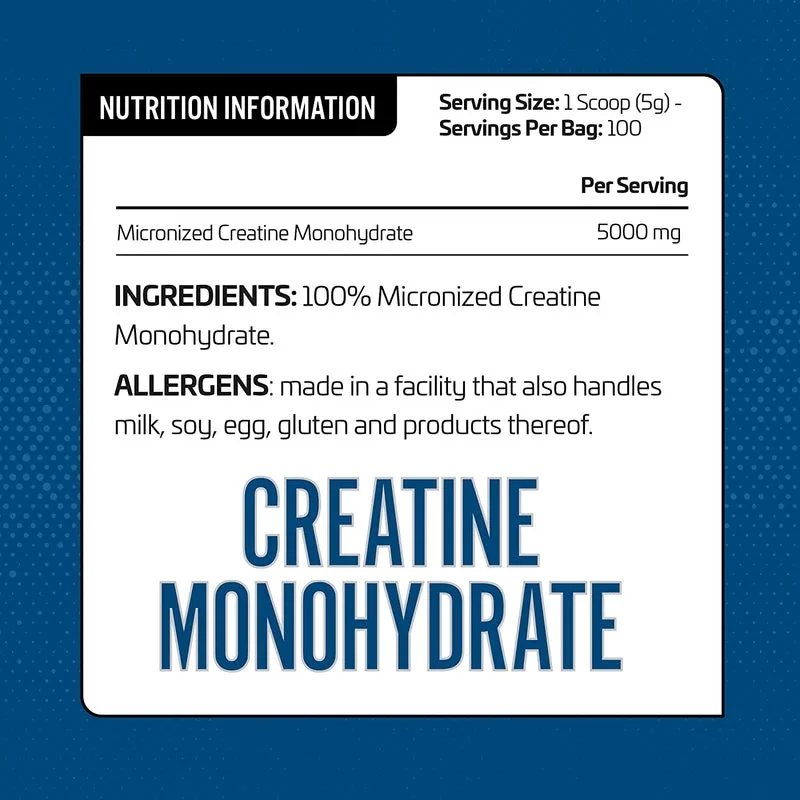 NUTRITION INFORMATION
Serving Size: 1 Scoop (5g) -
Servings Per Bag: 100
Per Serving
Micronized Creatine Monohydrate 5000 mg
INGREDIENTS: 100% Micronized Creatine
Monohydrate.
ALLERGENS: made in a facility that also handles
milk, soy, egg, gluten and products thereof.
CREATINE
MONOHYDRATE